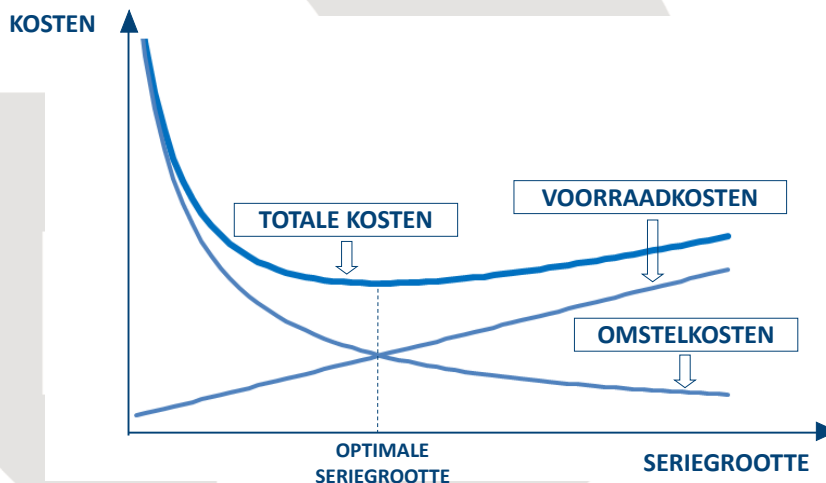 KOSTEN
VOORRAADKOSTEN
TOTALE KOSTEN
OMSTELKOSTEN
OPTIMALE
SERIEGROOTTE
SERIEGROOTTE